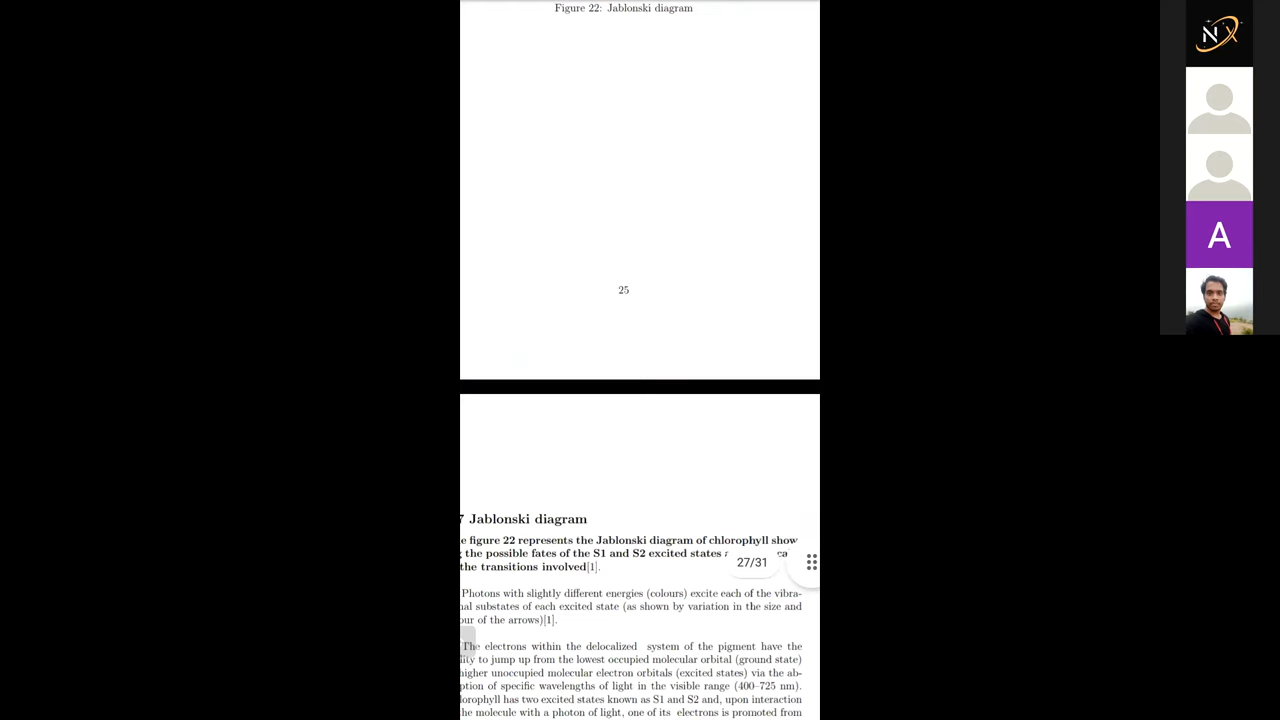 Figure 22: Jablonski diagram
25
7 Jablonski diagram
e figure 22 represents the Jablonski diagram of chlorophyll show
the possible fates of the S1 and S2 excited states
the transitions involved[1].
27/31
Photons with slightly different energies (colours) excite each of the vibra-
nal substates of each excited state (as shown by variation in the size and
our of the arrows)[1].
The electrons within the delocalized system of the pigment have the
lity to jump up from the lowest occupied molecular orbital (ground state)
higher unoccupied molecular electron orbitals (excited states) via the ab-
ption of specific wavelengths of light in the visible range (400–725 nm).
lorophyll has two excited states known as S1 and S2 and, upon interaction
he molecule with a photon of light, one of its electrons is promoted from
NX
A